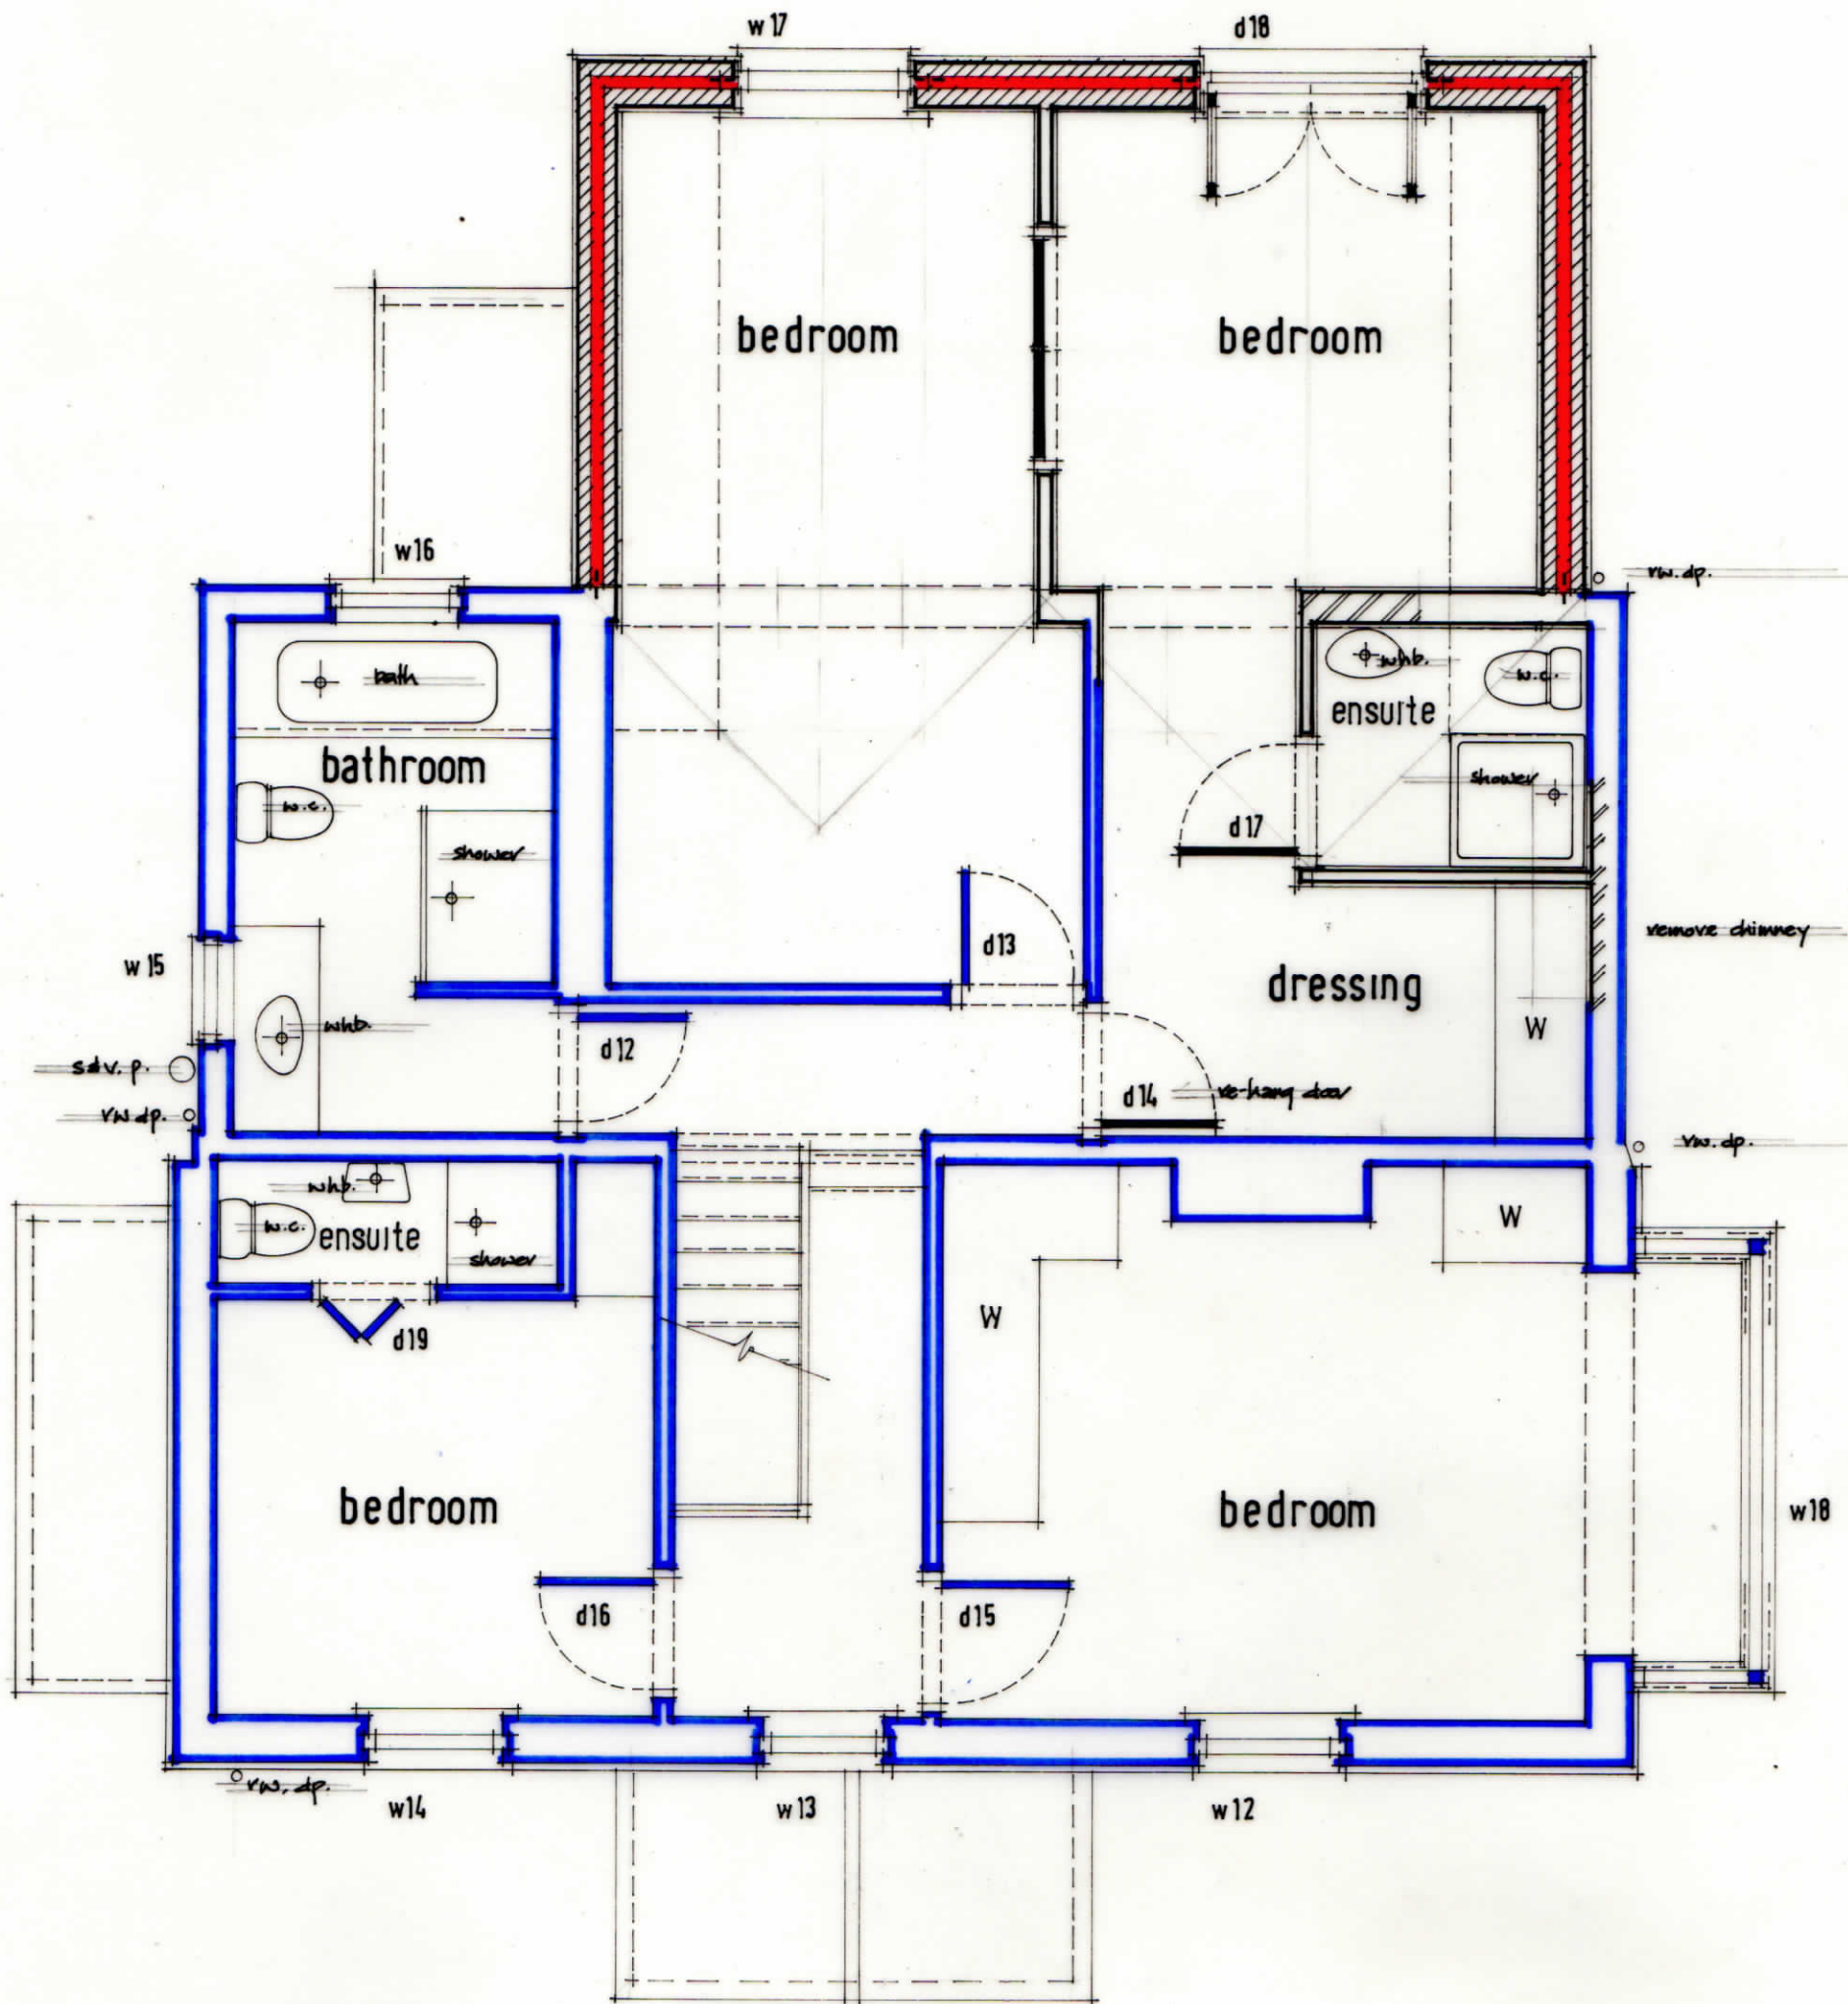 w17 d18
bedroom bedroom
w16
rw.dp.
bath
whb.
w.c.
ensuite
bathroom
w.c.
shower
shower
d17
remove chimney
w15
d13
dressing
whb.
W
d12
s&v.p.
d14 re-hang door
rw dp.
rw.dp.
whb.
w.c.
ensuite
shower
W
W
d19
bedroom bedroom
w18
d16 d15
rw.dp.
w14 w13 w12